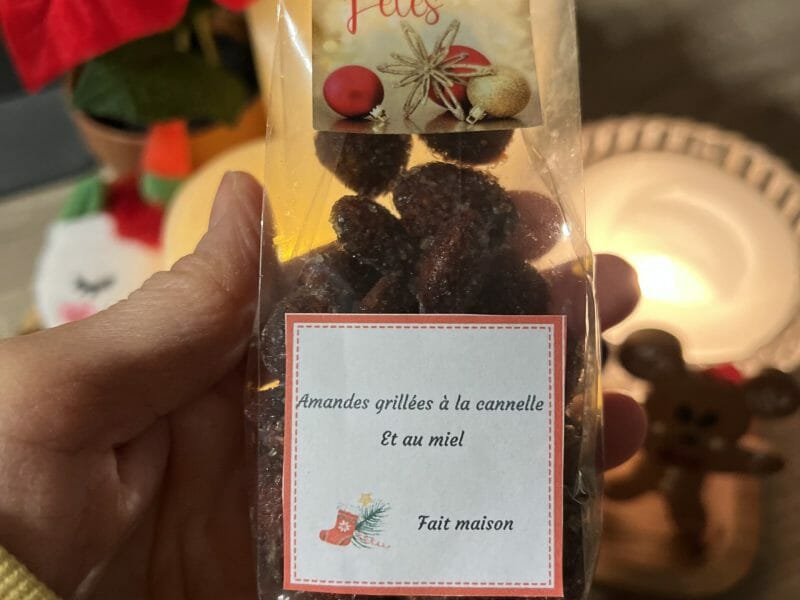 Fêtes
Amandes grillées à la cannelle
Et au miel
Fait maison